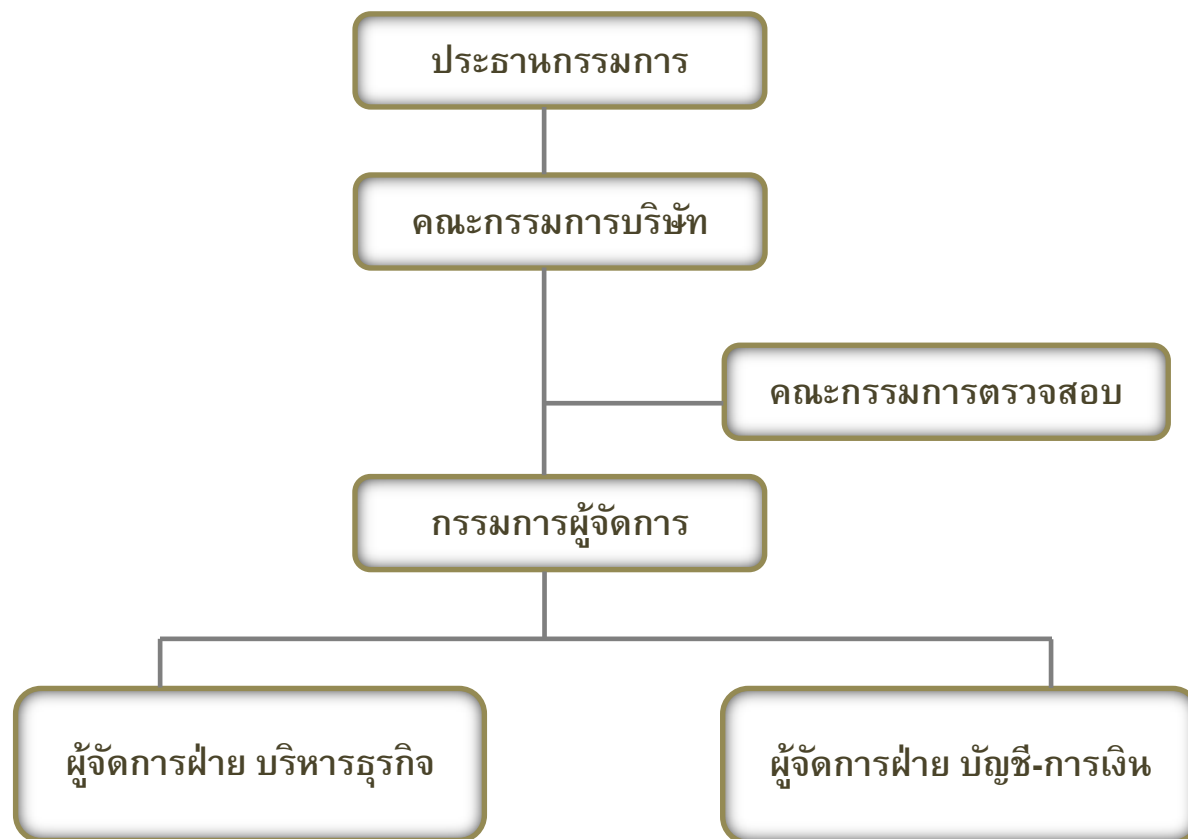 ประธานกรรมการ
คณะกรรมการบริษัท
คณะกรรมการตรวจสอบ
กรรมการผู้จัดการ
ผู้จัดการฝ่าย บริหารธุรกิจ
ผู้จัดการฝ่าย บัญชี-การเงิน